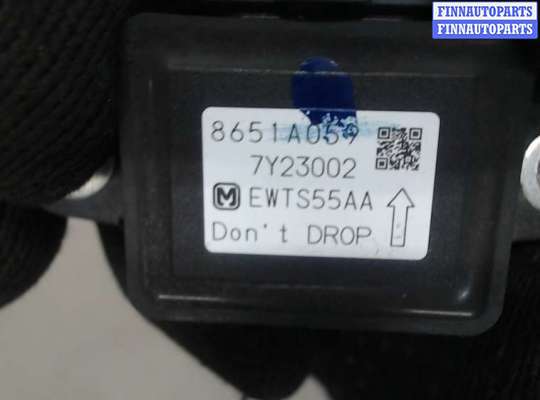 FINNAUTOPARTS
FINNAUTOPARTS
8651A059
7Y23002
M EWTS55AA
Don't DROP